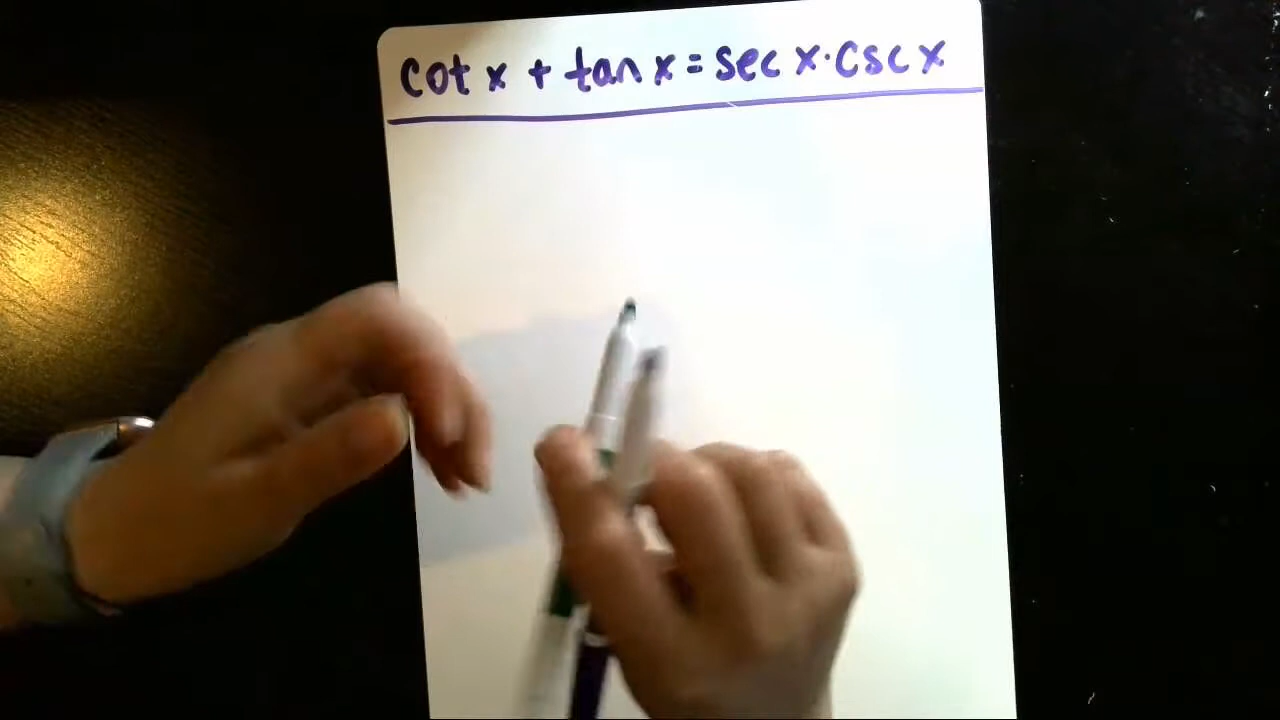 cot x + tan x = sec x · csc x